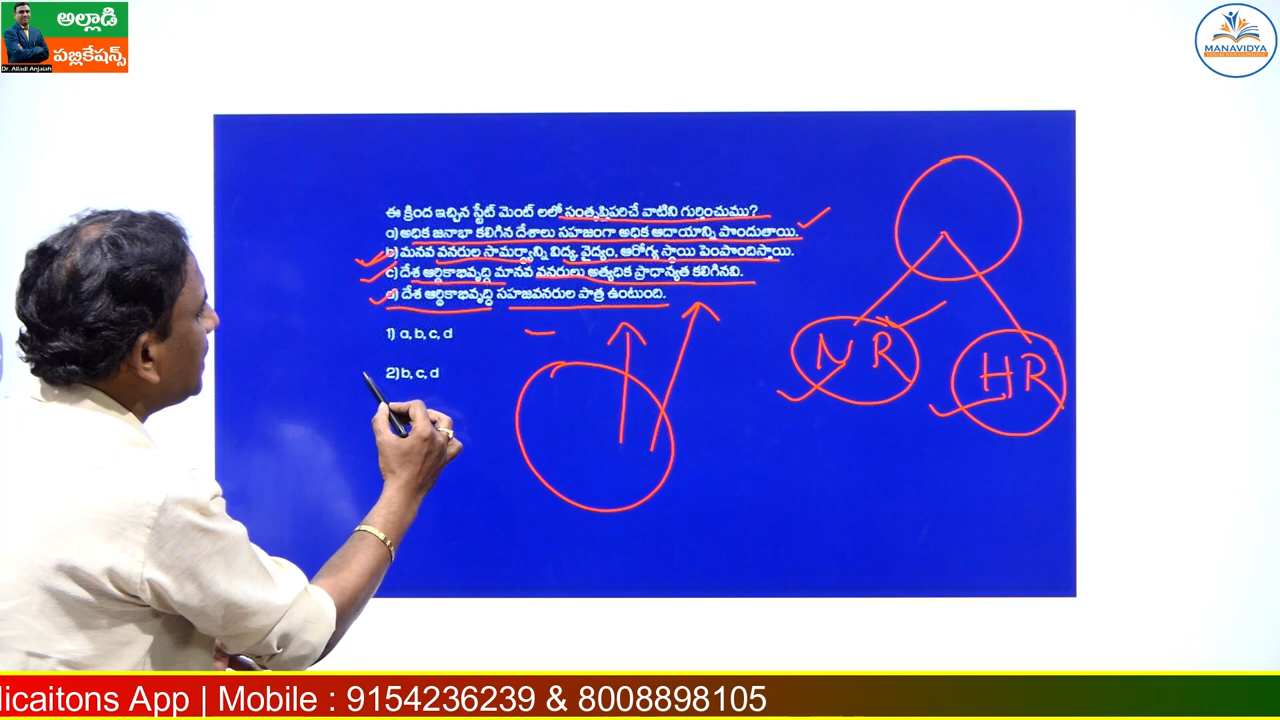 అల్లాడి
పబ్లికేషన్స్
Dr. Alladi Anjaiah
MANAVIDYA
ఈ క్రింద ఇచ్చిన స్టేట్ మెంట్ లలో సంతృప్తిపరిచే వాటిని గుర్తించుము?
a) అధిక జనాభా కలిగిన దేశాలు సహజంగా అధిక ఆదాయాన్ని పొందుతాయి.
b) మనవ వనరుల సామర్థ్యాన్ని విద్య, వైద్యం, ఆరోగ్య స్థాయి పెంపొందిస్తాయి.
c) దేశ ఆర్థికాభివృద్ధి మానవ వనరులు అత్యధిక ప్రాధాన్యత కలిగినవి.
d) దేశ ఆర్థికాభివృద్ధి సహజవనరుల పాత్ర ఉంటుంది.
1) a, b, c, d
2) b, c, d
NR
HR
licaitons App | Mobile : 9154236239 & 8008898105